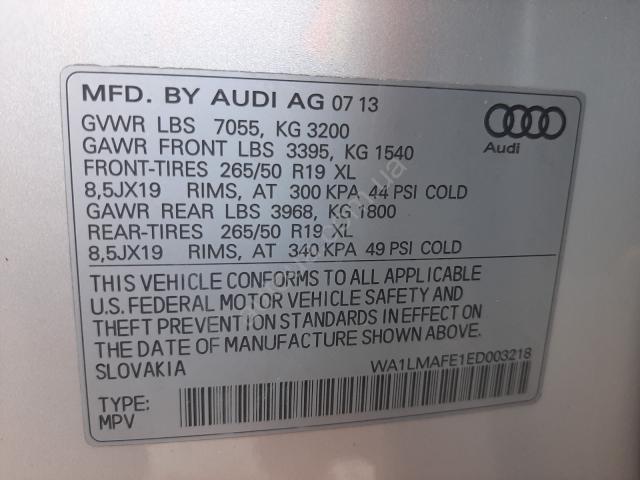 MFD. BY AUDI AG 07 13
GVWR LBS 7055, KG 3200
GAWR FRONT LBS 3395, KG 1540
FRONT-TIRES 265/50 R19 XL
8,5JX19 RIMS, AT 300 KPA 44 PSI COLD
GAWR REAR LBS 3968, KG 1800
REAR-TIRES 265/50 R19 XL
8,5JX19 RIMS, AT 340 KPA 49 PSI COLD
Audi
THIS VEHICLE CONFORMS TO ALL APPLICABLE
U.S. FEDERAL MOTOR VEHICLE SAFETY AND
THEFT PREVENTION STANDARDS IN EFFECT ON
THE DATE OF MANUFACTURE SHOWN ABOVE.
SLOVAKIA
WA1LMAFE1ED003218
TYPE:
MPV